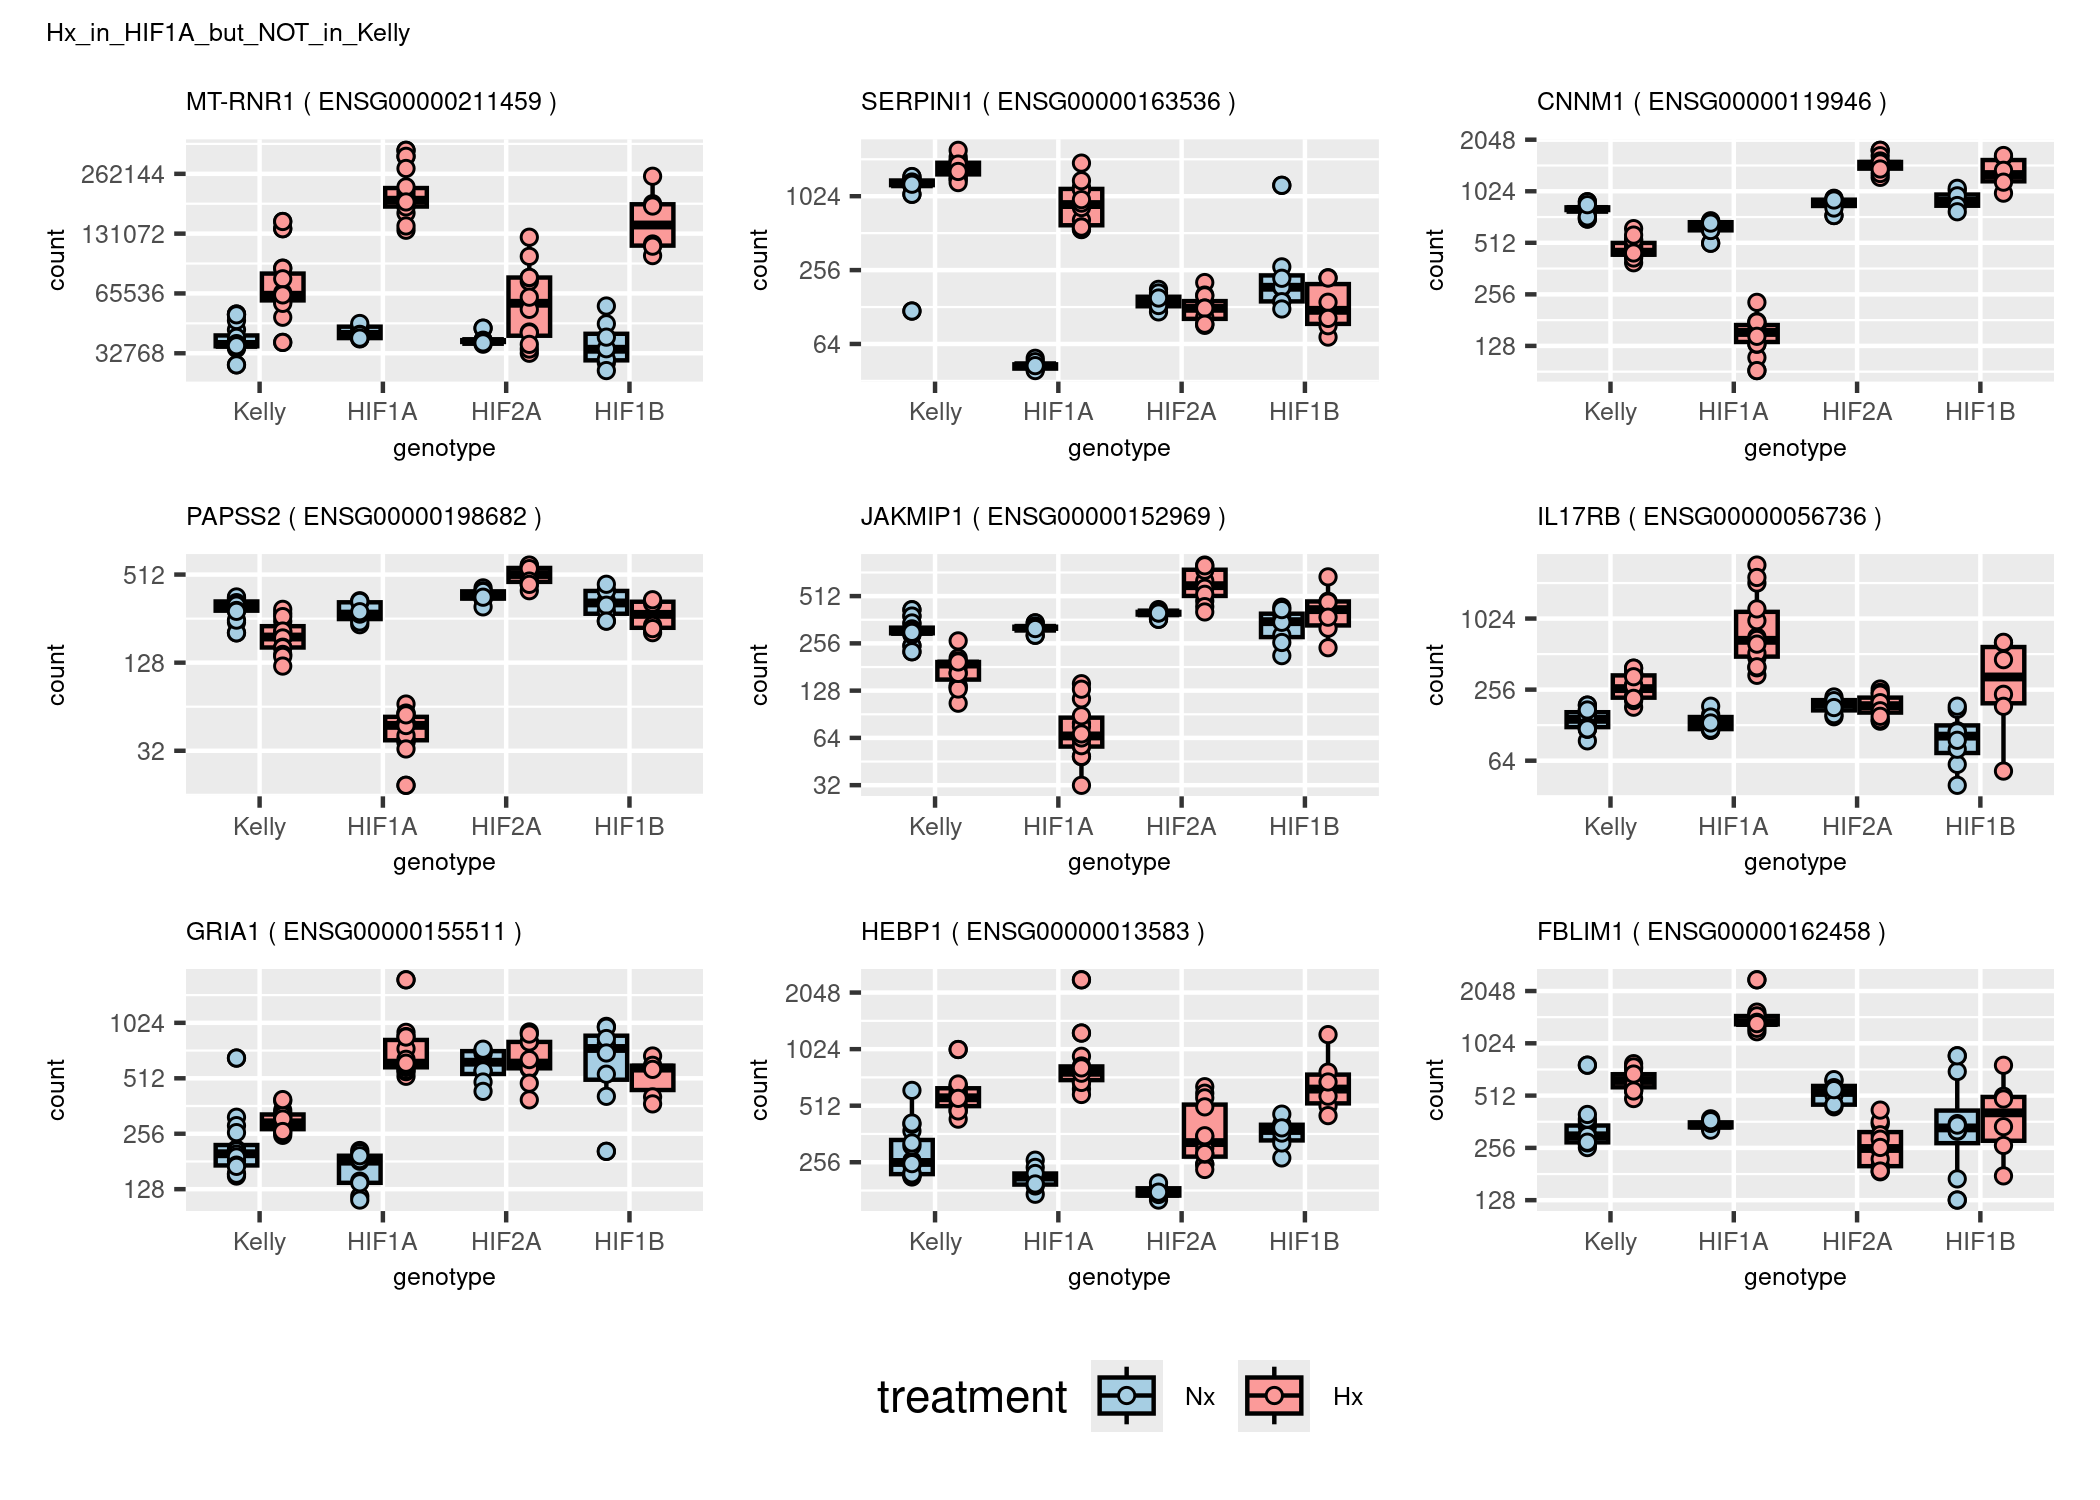 Hx_in_HIF1A_but_NOT_in_Kelly
MT-RNR1 ( ENSG00000211459 )
262144
131072
65536
32768
count
Kelly HIF1A HIF2A HIF1B
genotype
SERPINI1 ( ENSG00000163536 )
1024
256
64
count
Kelly HIF1A HIF2A HIF1B
genotype
CNNM1 ( ENSG00000119946 )
2048
1024
512
256
128
count
Kelly HIF1A HIF2A HIF1B
genotype
PAPSS2 ( ENSG00000198682 )
512
128
32
count
Kelly HIF1A HIF2A HIF1B
genotype
JAKMIP1 ( ENSG00000152969 )
512
256
128
64
32
count
Kelly HIF1A HIF2A HIF1B
genotype
IL17RB ( ENSG00000056736 )
1024
256
64
count
Kelly HIF1A HIF2A HIF1B
genotype
GRIA1 ( ENSG00000155511 )
1024
512
256
128
count
Kelly HIF1A HIF2A HIF1B
genotype
HEBP1 ( ENSG00000013583 )
2048
1024
512
256
count
Kelly HIF1A HIF2A HIF1B
genotype
FBLIM1 ( ENSG00000162458 )
2048
1024
512
256
128
count
Kelly HIF1A HIF2A HIF1B
genotype
treatment Nx Hx